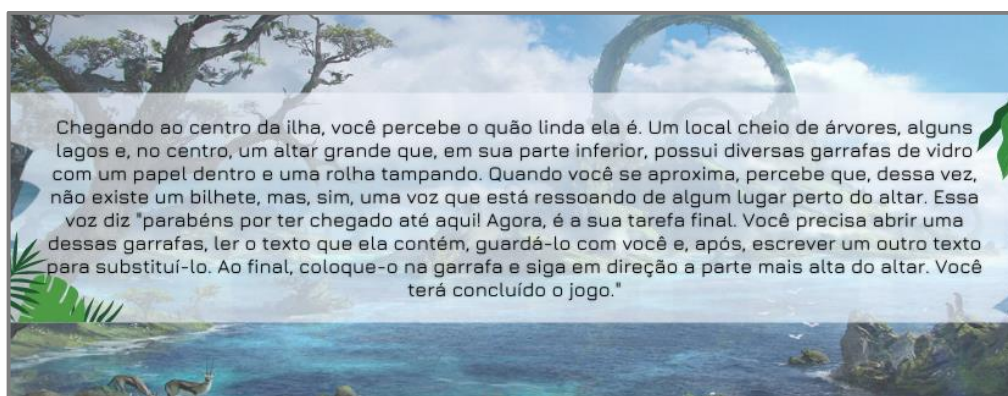 Chegando ao centro da ilha, você percebe o quão linda ela é. Um local cheio de árvores, alguns
lagos e, no centro, um altar grande que, em sua parte inferior, possui diversas garrafas de vidro
com um papel dentro e uma rolha tampando. Quando você se aproxima, percebe que, dessa vez,
não existe um bilhete, mas, sim, uma voz que está ressoando de algum lugar perto do altar. Essa
voz diz "parabéns por ter chegado até aqui! Agora, é a sua tarefa final. Você precisa abrir uma
dessas garrafas, ler o texto que ela contém, guardá-lo com você e, após, escrever um outro texto
para substituí-lo. Ao final, coloque-o na garrafa e siga em direção a parte mais alta do altar. Você
terá concluído o jogo."